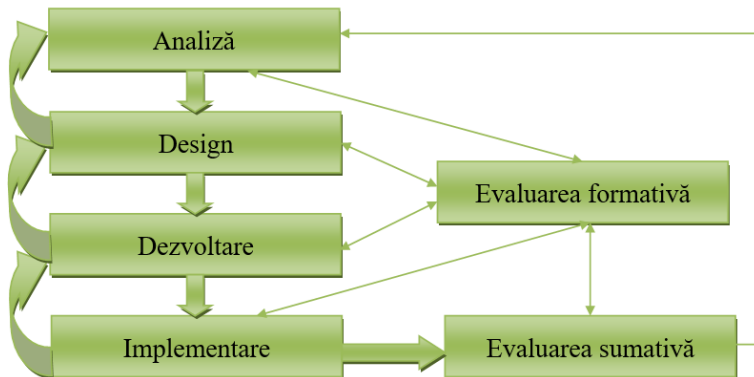 Analiză
Design
Evaluarea formativă
Dezvoltare
Implementare
Evaluarea sumativă